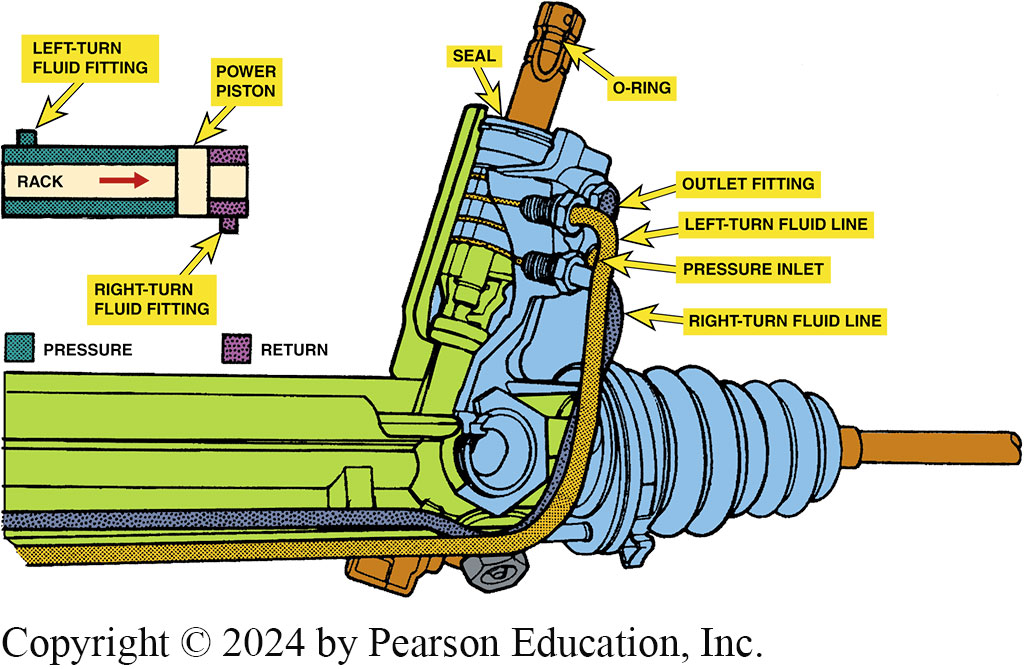 LEFT-TURN
FLUID FITTING
POWER
PISTON
RACK
RIGHT-TURN
FLUID FITTING
PRESSURE
RETURN
SEAL
O-RING
OUTLET FITTING
LEFT-TURN FLUID LINE
PRESSURE INLET
RIGHT-TURN FLUID LINE
Copyright © 2024 by Pearson Education, Inc.